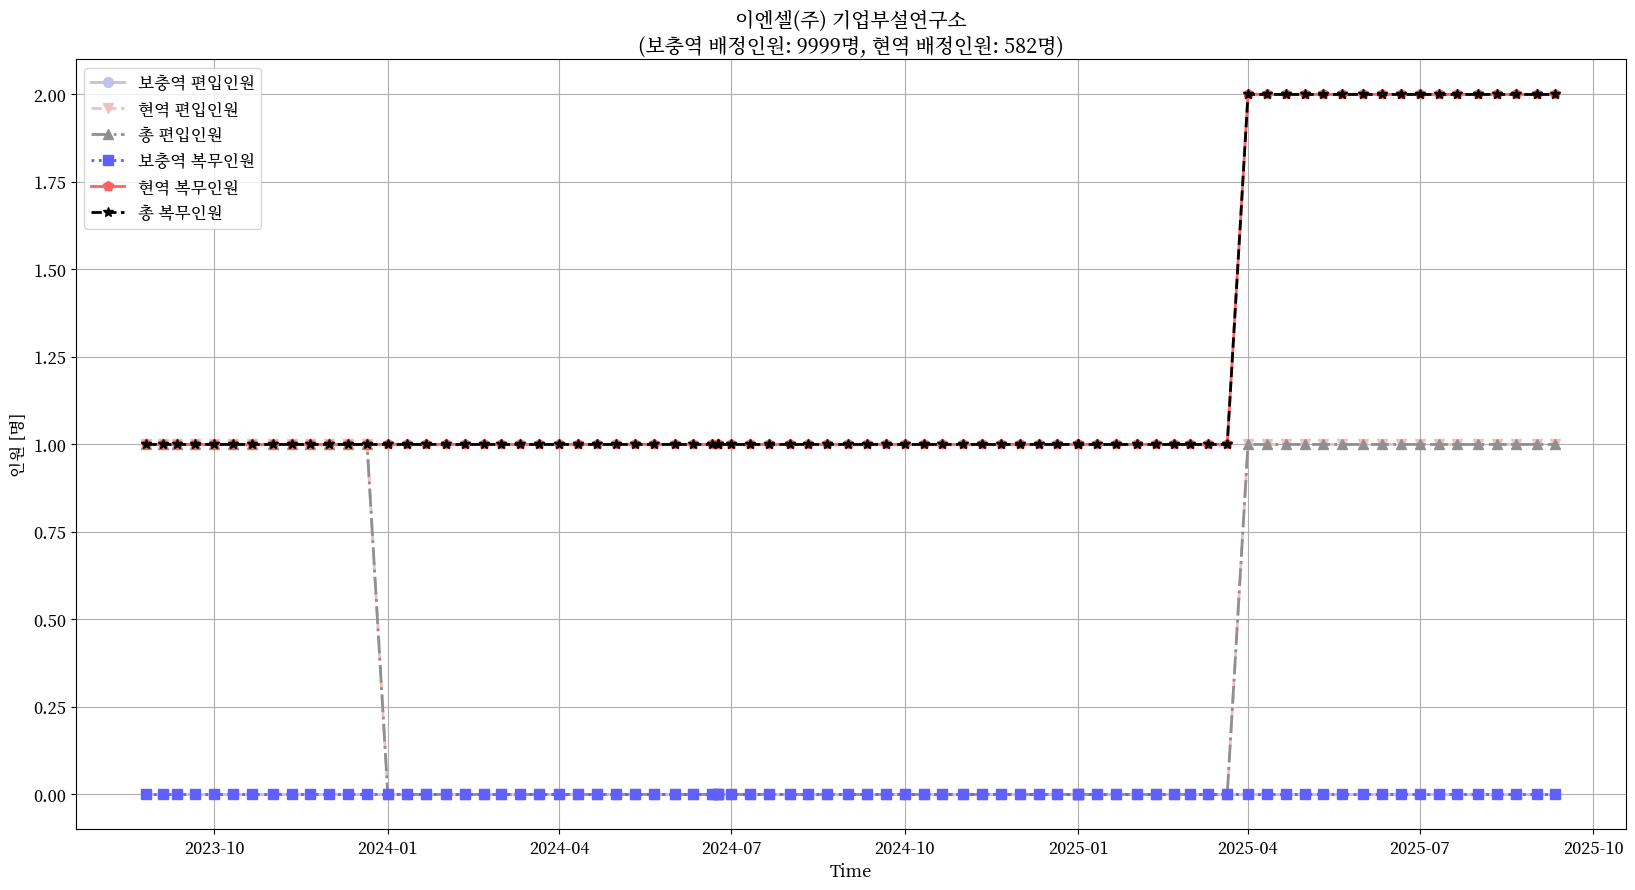 이엔셀(주) 기업부설연구소
(보충역 배정인원: 9999명, 현역 배정인원: 582명)
보충역 편입인원
현역 편입인원
총 편입인원
보충역 복무인원
현역 복무인원
총 복무인원
2.00
1.75
1.50
1.25
1.00
0.75
0.50
0.25
0.00
인원 [명]
2023-10
2024-01
2024-04
2024-07
2024-10
2025-01
2025-04
2025-07
2025-10
Time